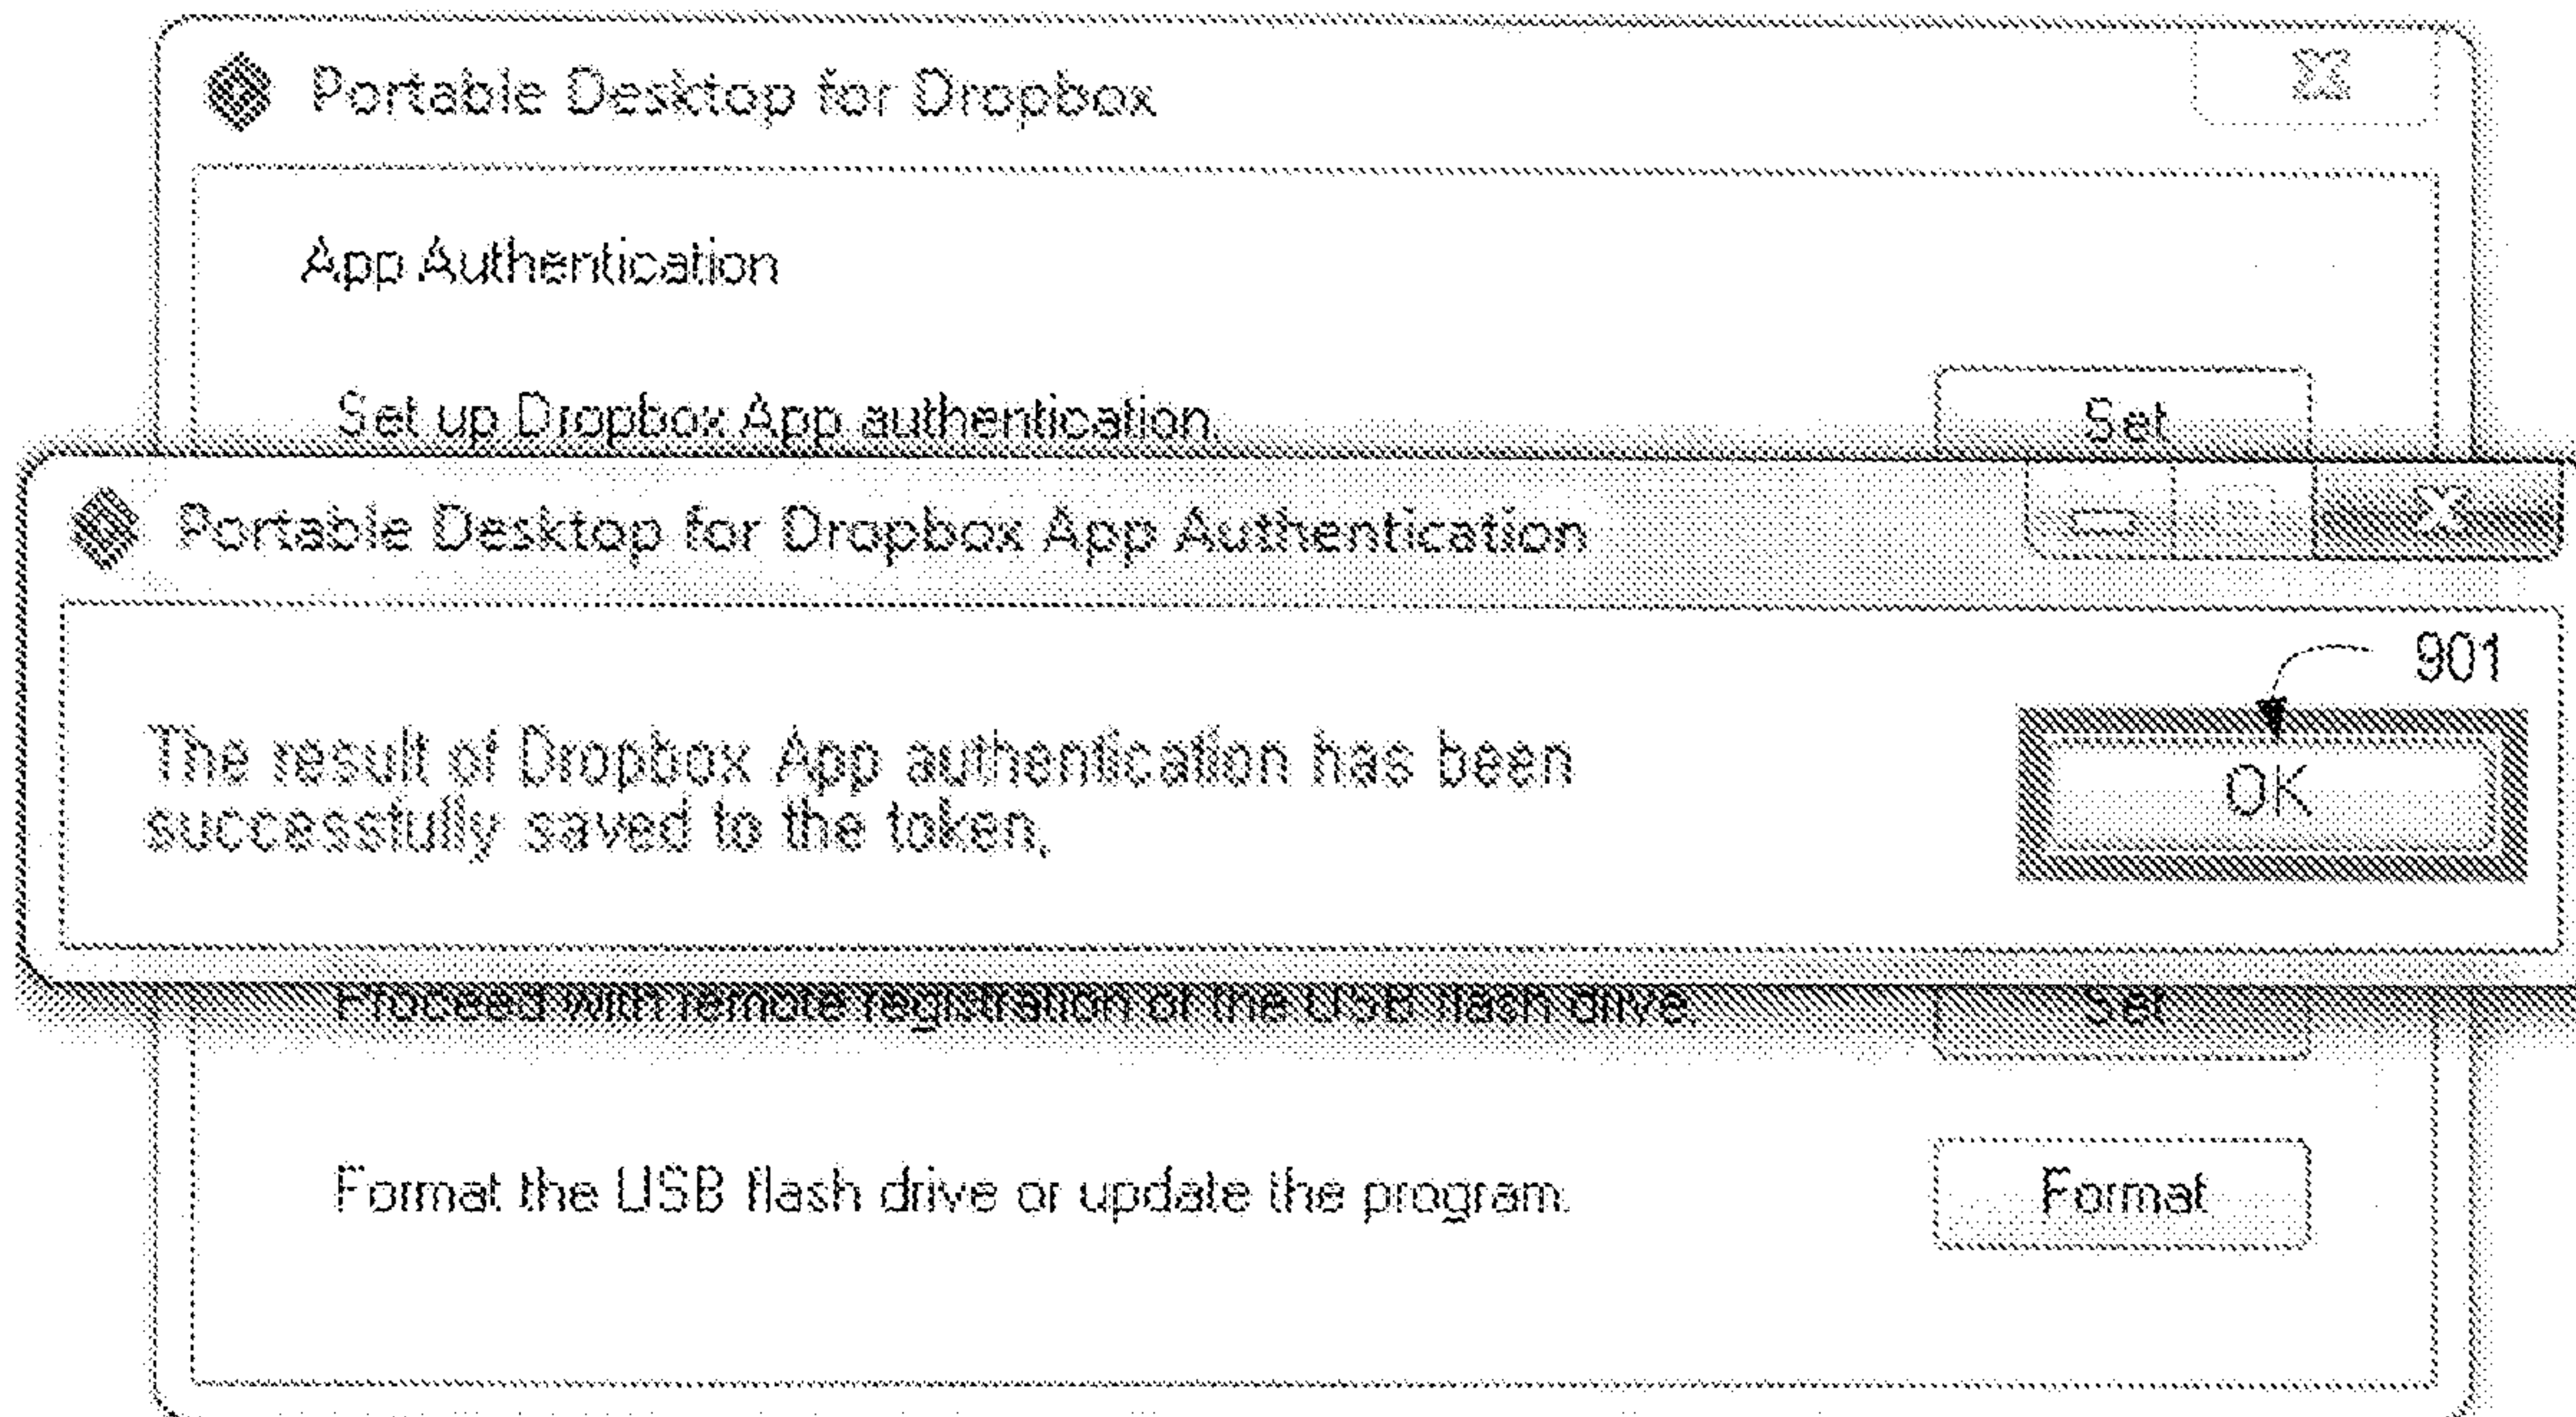 Portable Desktop for Dropbox
App Authentication
Set up Dropbox App authentication.
Set
Portable Desktop for Dropbox App Authentication
901
The result of Dropbox App authentication has been
successfully saved to the token.
OK
Proceed with remote registration of the USB flash drive.
Set
Format the USB flash drive or update the program.
Format